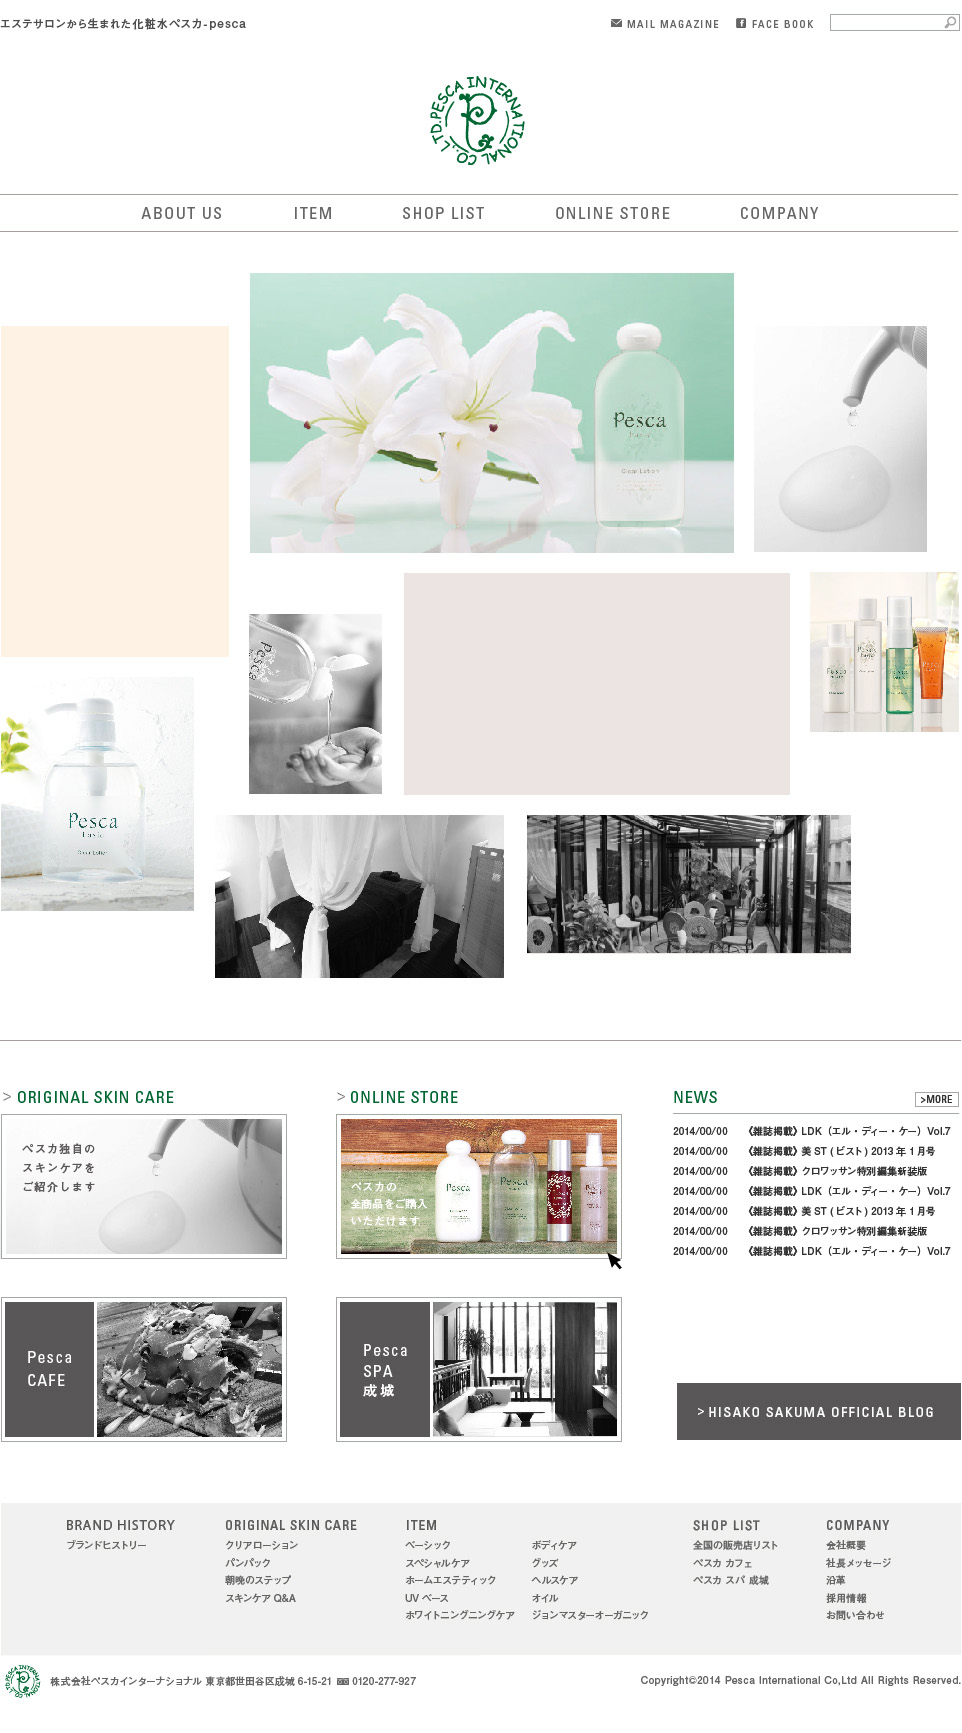 エステサロンから生まれた化粧水ペスカ-pesca
MAIL MAGAZINE
FACE BOOK
PESCA INTERNATIONAL CO.,LTD.
ABOUT US
ITEM
SHOP LIST
ONLINE STORE
COMPANY
Pesca
Clear Lotion
Pesca
Pesca
Pesca
Pesca
Pesca
Pesca
Basic
Clear Lotion
> ORIGINAL SKIN CARE
ペスカ独自の
スキンケアを
ご紹介します
> ONLINE STORE
ペスカの
全商品をご購入
いただけます
NEWS
>MORE
2014/00/00 《雑誌掲載》 LDK（エル・ディー・ケー）Vol.7
2014/00/00 《雑誌掲載》 美 ST ( ビスト ) 2013 年 1 月号
2014/00/00 《雑誌掲載》 クロワッサン特別編集新装版
2014/00/00 《雑誌掲載》 LDK（エル・ディー・ケー）Vol.7
2014/00/00 《雑誌掲載》 美 ST ( ビスト ) 2013 年 1 月号
2014/00/00 《雑誌掲載》 クロワッサン特別編集新装版
2014/00/00 《雑誌掲載》 LDK（エル・ディー・ケー）Vol.7
Pesca
CAFE
Pesca
SPA
成城
> HISAKO SAKUMA OFFICIAL BLOG
BRAND HISTORY
ブランドヒストリー
ORIGINAL SKIN CARE
クリアローション
パンパック
朝晩のステップ
スキンケア Q&A
ITEM
ベーシック
スペシャルケア
ホームエステティック
UV ベース
ホワイトニングニングケア
ボディケア
グッズ
ヘルスケア
オイル
ジョンマスターオーガニック
SHOP LIST
全国の販売店リスト
ペスカ カフェ
ペスカ スパ 成城
COMPANY
会社概要
社長メッセージ
沿革
採用情報
お問い合わせ
株式会社ペスカインターナショナル 東京都世田谷区成城 6-15-21 0120-277-927
Copyright©2014 Pesca International Co,Ltd All Rights Reserved.